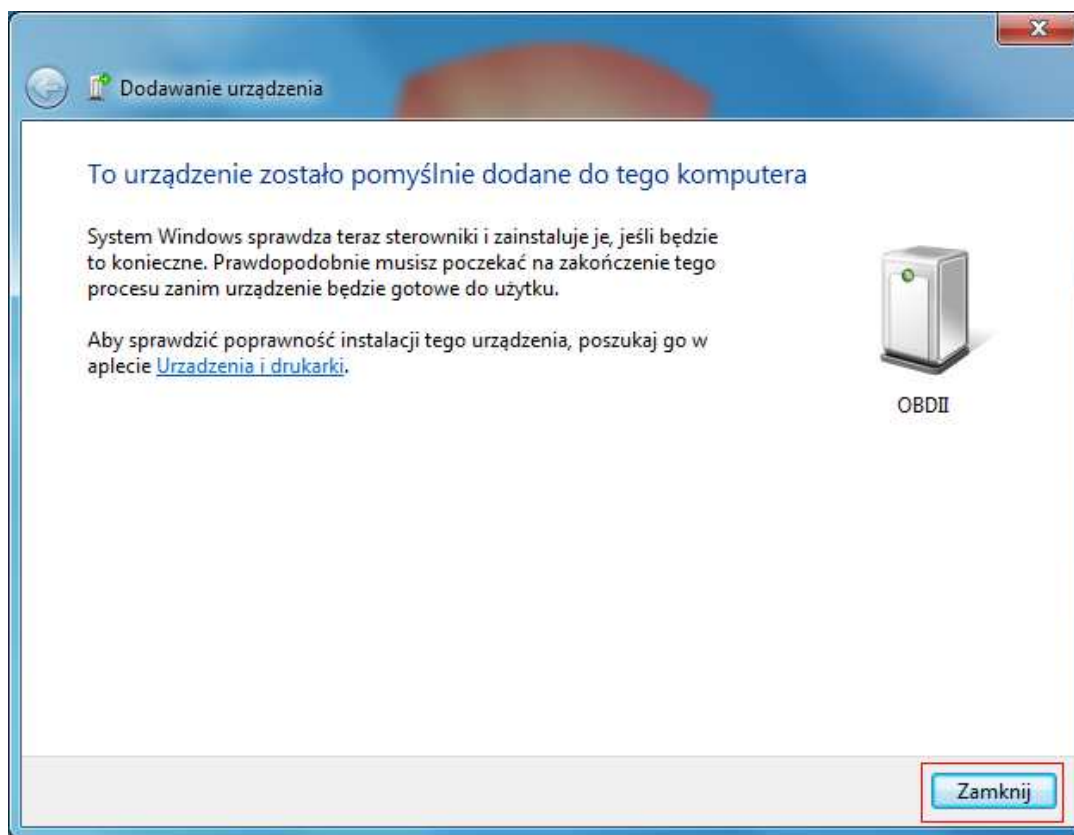 Dodawanie urządzenia
To urządzenie zostało pomyślnie dodane do tego komputera
System Windows sprawdza teraz sterowniki i zainstaluje je, jeśli będzie
to konieczne. Prawdopodobnie musisz poczekać na zakończenie tego
procesu zanim urządzenie będzie gotowe do użytku.
Aby sprawdzić poprawność instalacji tego urządzenia, poszukaj go w
aplecie Urzadzenia i drukarki.
OBDII
Zamknij